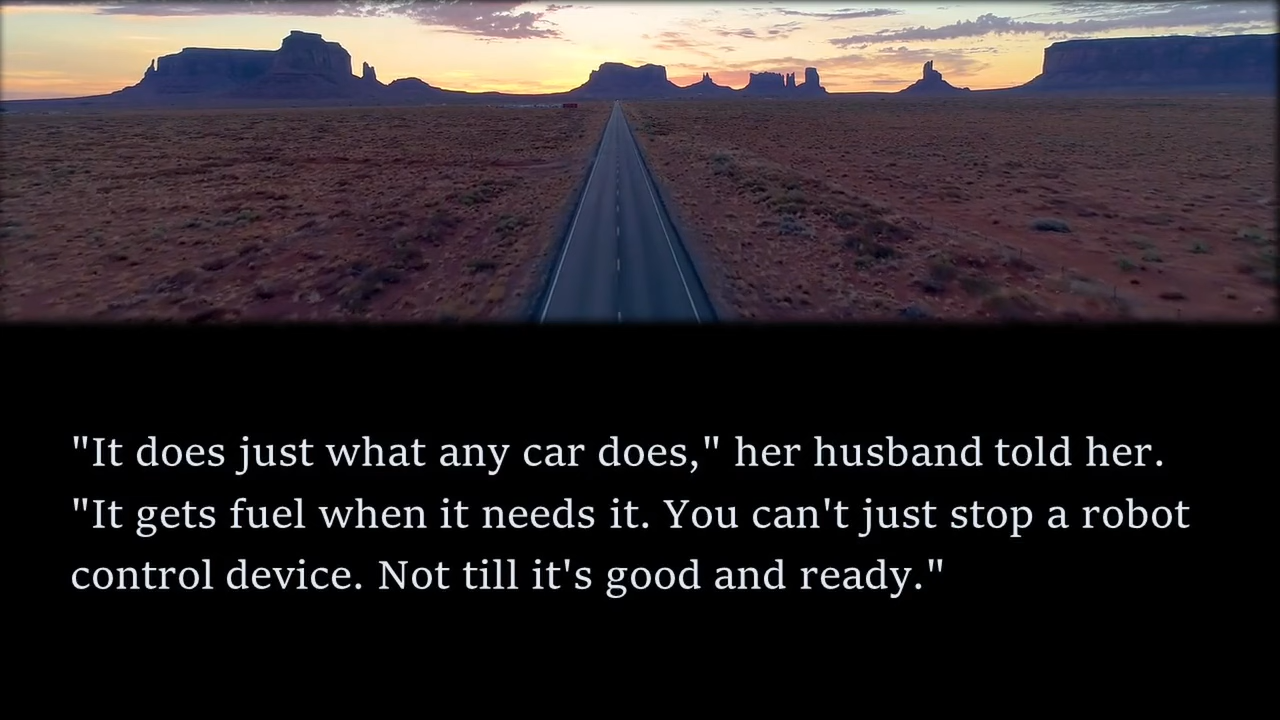 "It does just what any car does," her husband told her.
"It gets fuel when it needs it. You can't just stop a robot
control device. Not till it's good and ready."